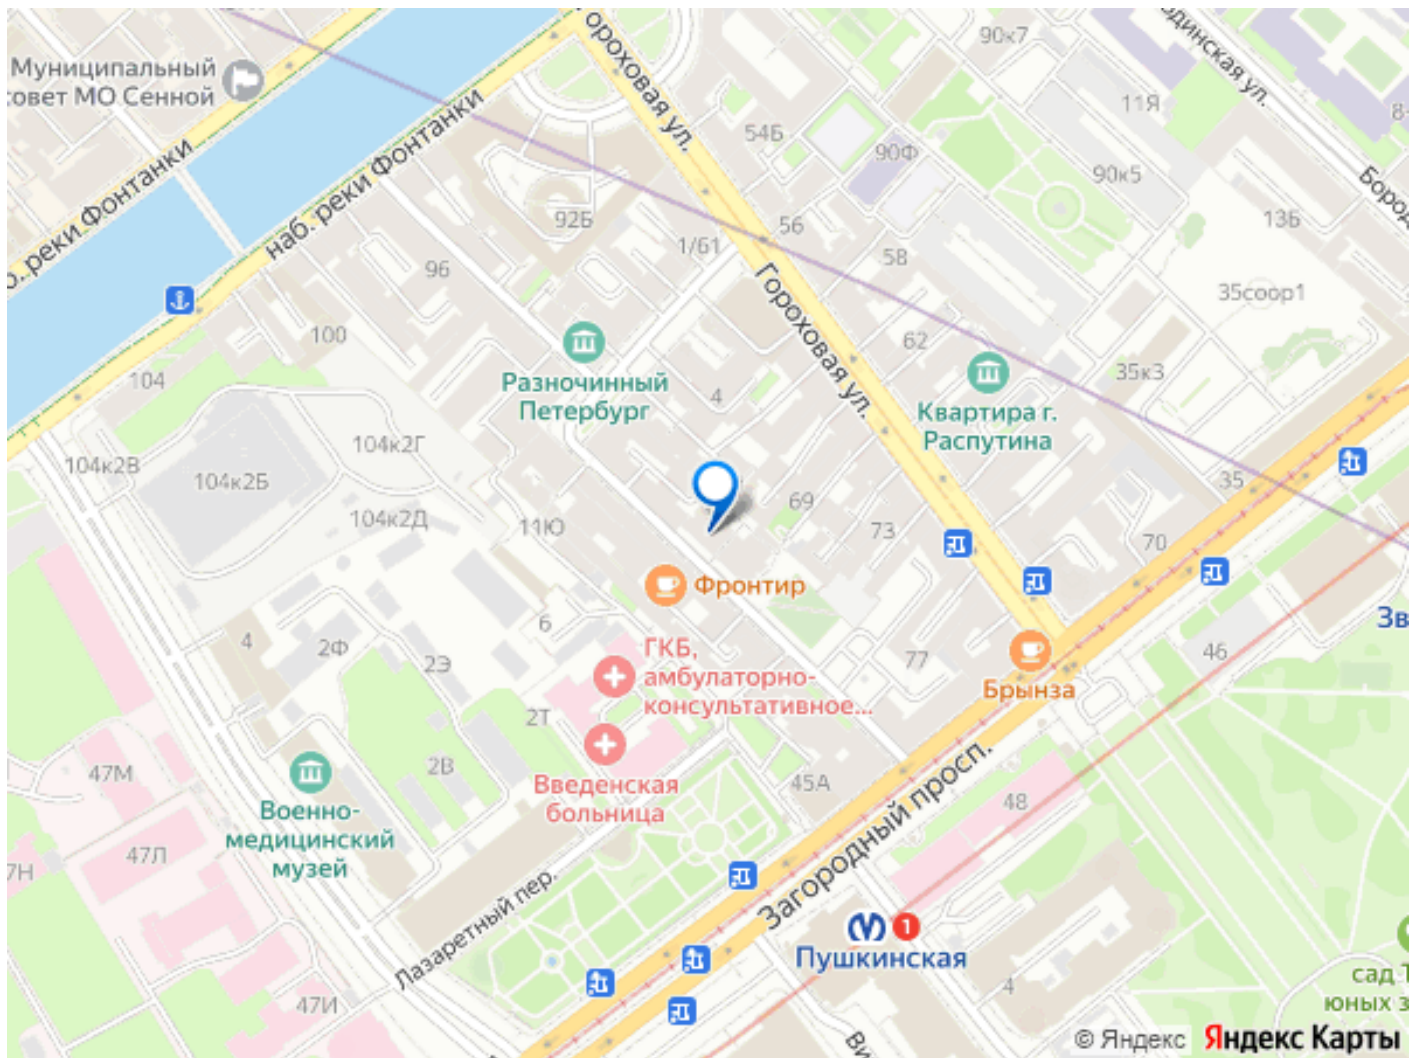 Муниципальный
совет МО Сенной
наб. реки Фонтанки
Гороховая ул.
90к7
11Я
54Б
90Ф
90к5
13Б
92Б
56
1/61
58
96
Гороховая ул.
35соор1
100
62
104
Разночинный
Петербург
4
35к3
Квартира г.
Распутина
104к2Г
104к2В
104к2Б
35
69
104к2Д
11Ю
73
70
Фронтир
6
4
2Ф
2Э
ГКБ,
амбулаторно-
консультативное...
77
46
Брынза
2Т
47М
2В
Введенская
больница
45А
Загородный просп.
48
Военно-
медицинский
музей
47Л
Лазаретный пер.
1
Пушкинская
4
47И
© Яндекс
Яндекс Карты